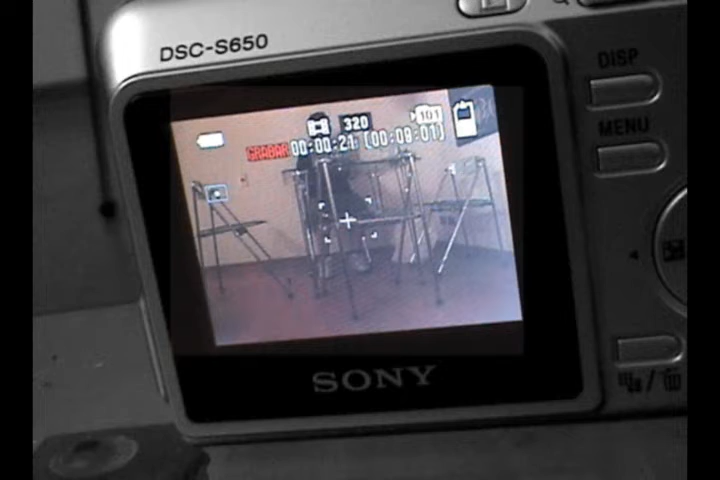 DSC-S650
DISP
MENU
320
101
GRABAR 00:00:21 [00:09:01]
SONY